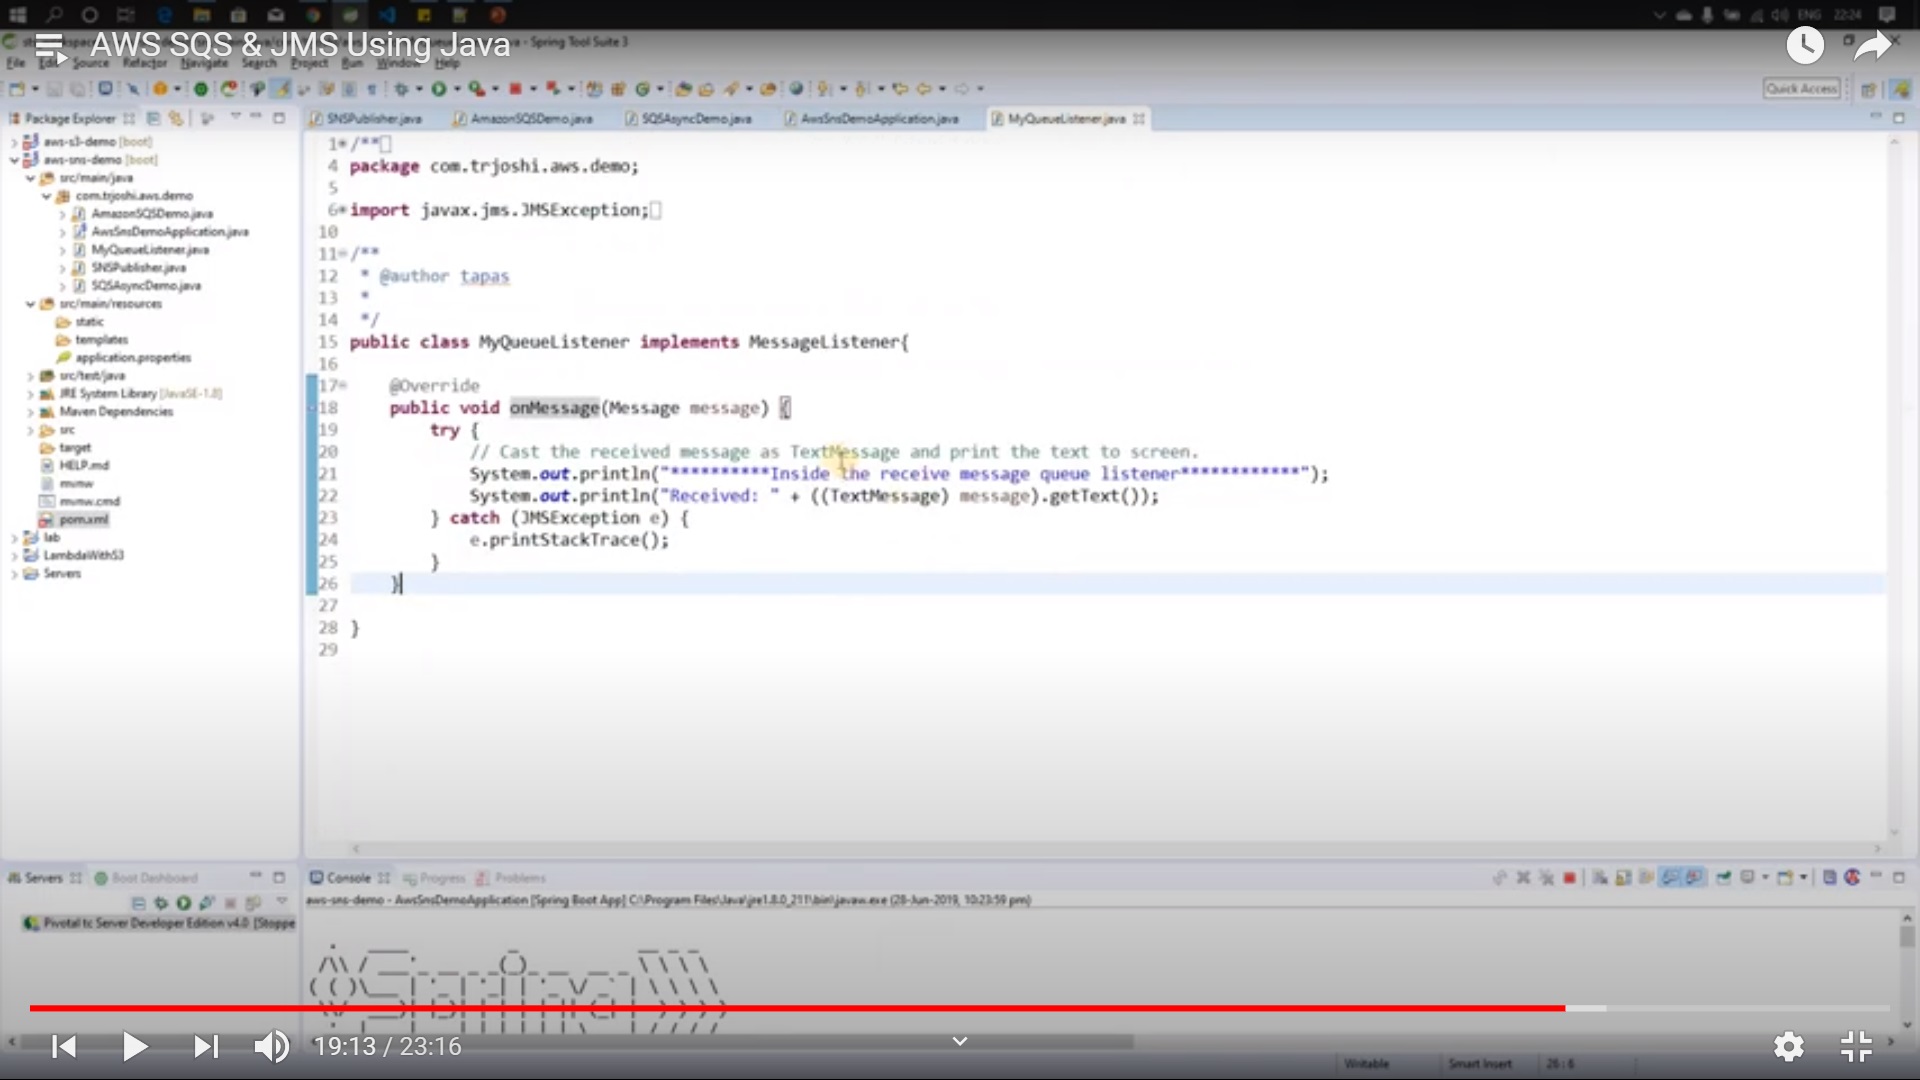 ENG 22:24
AWS SQS & JMS Using Java
- Spring Tool Suite 3
File Edit Source Refactor Navigate Search Project Run Window Help
Quick Access
Package Explorer
aws-s3-demo [boot]
aws-sns-demo [boot]
src/main/java
com.trjoshi.aws.demo
AmazonSQSDemo.java
AwsSnsDemoApplication.java
MyQueueListener.java
SNSPublisher.java
SQSAsyncDemo.java
src/main/resources
static
templates
application.properties
src/test/java
JRE System Library [JavaSE-1.8]
Maven Dependencies
src
target
HELP.md
mvnw
mvnw.cmd
pom.xml
lab
LambdaWithS3
Servers
SNSPublisher.java AmazonSQSDemo.java SQSAsyncDemo.java AwsSnsDemoApplication.java MyQueueListener.java
1 /**
4 package com.trjoshi.aws.demo;
5
6 import javax.jms.JMSException;
10
11 /**
12 * @author tapas
13 *
14 */
15 public class MyQueueListener implements MessageListener{
16
17 @Override
18 public void onMessage(Message message) {
19 try {
20 // Cast the received message as TextMessage and print the text to screen.
21 System.out.println("**********Inside the receive message queue listener************");
22 System.out.println("Received: " + ((TextMessage) message).getText());
23 } catch (JMSException e) {
24 e.printStackTrace();
25 }
26 }
27
28 }
29
Servers Boot Dashboard
Pivotal tc Server Developer Edition v4.0 [Stoppe
Console Progress Problems
aws-sns-demo - AwsSnsDemoApplication [Spring Boot App] C:\Program Files\Java\jre1.8.0_211\bin\javaw.exe (28-Jun-2019, 10:23:59 pm)
19:13 / 23:16
Writable Smart Insert 26 : 6